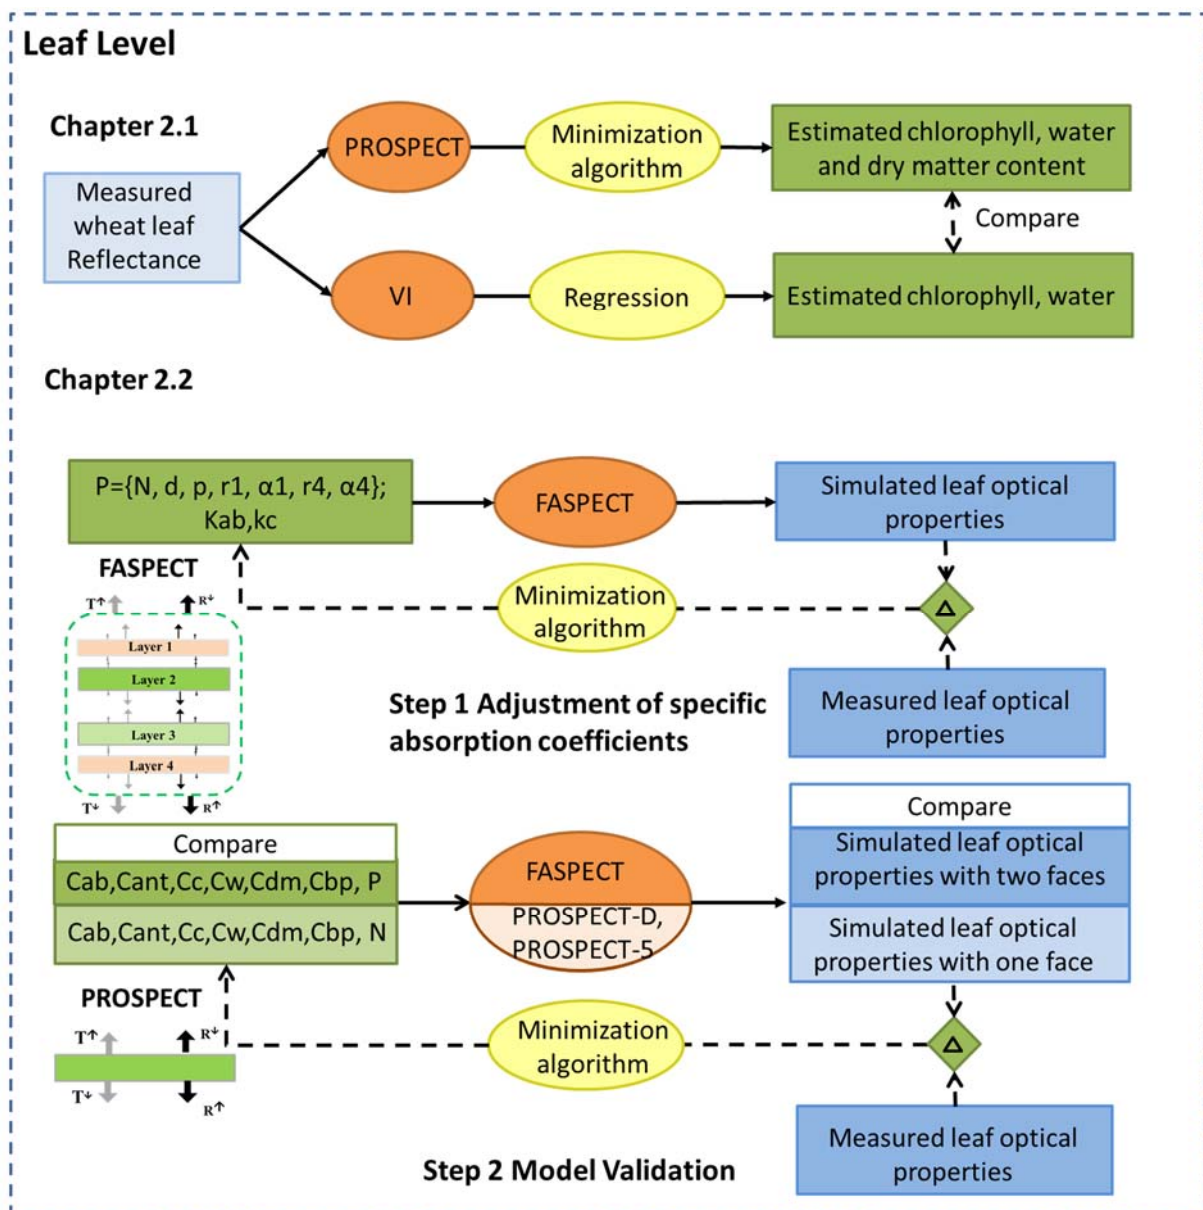 Leaf Level
Chapter 2.1
Measured
wheat leaf
Reflectance
PROSPECT
Minimization
algorithm
Estimated chlorophyll, water
and dry matter content
Compare
VI
Regression
Estimated chlorophyll, water
Chapter 2.2
P={N, d, p, r1, α1, r4, α4};
Kab,kc
FASPECT
Simulated leaf optical
properties
FASPECT
T↑
R↓
Layer 1
Layer 2
Layer 3
Layer 4
T↓
R↑
Minimization
algorithm
Δ
Step 1 Adjustment of specific
absorption coefficients
Measured leaf optical
properties
Compare
Cab,Cant,Cc,Cw,Cdm,Cbp, P
Cab,Cant,Cc,Cw,Cdm,Cbp, N
FASPECT
PROSPECT-D,
PROSPECT-5
Compare
Simulated leaf optical
properties with two faces
Simulated leaf optical
properties with one face
PROSPECT
T↑
R↓
T↓
R↑
Minimization
algorithm
Δ
Measured leaf optical
properties
Step 2 Model Validation